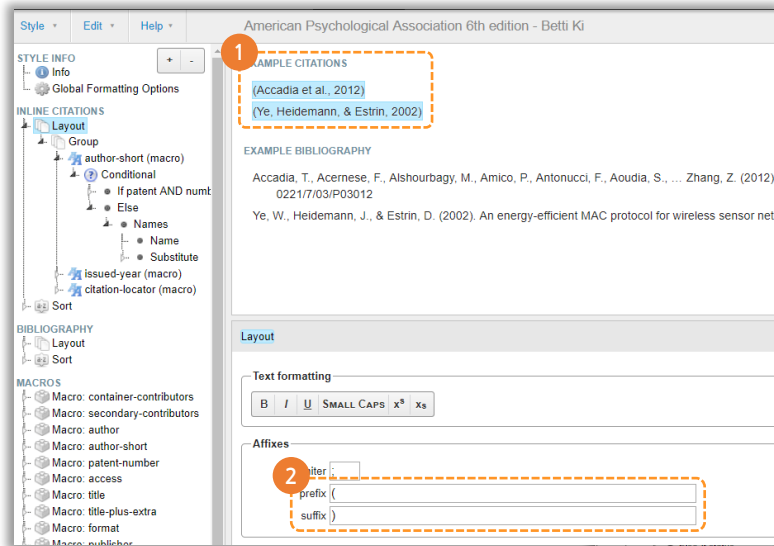 Style Edit Help
American Psychological Association 6th edition - Betti Ki
STYLE INFO
+ -
Info
Global Formatting Options
INLINE CITATIONS
Layout
Group
author-short (macro)
Conditional
If patent AND numb
Else
Names
Name
Substitute
issued-year (macro)
citation-locator (macro)
Sort
BIBLIOGRAPHY
Layout
Sort
MACROS
Macro: container-contributors
Macro: secondary-contributors
Macro: author
Macro: author-short
Macro: patent-number
Macro: access
Macro: title
Macro: title-plus-extra
Macro: format
Macro: publisher
1
AMPLE CITATIONS
(Accadia et al., 2012)
(Ye, Heidemann, & Estrin, 2002)
EXAMPLE BIBLIOGRAPHY
Accadia, T., Acernese, F., Alshourbagy, M., Amico, P., Antonucci, F., Aoudia, S., … Zhang, Z. (2012)
0221/7/03/P03012
Ye, W., Heidemann, J., & Estrin, D. (2002). An energy-efficient MAC protocol for wireless sensor net
Layout
Text formatting
B I U SMALL CAPS x^s x_s
Affixes
2
iter ;
prefix (
suffix )